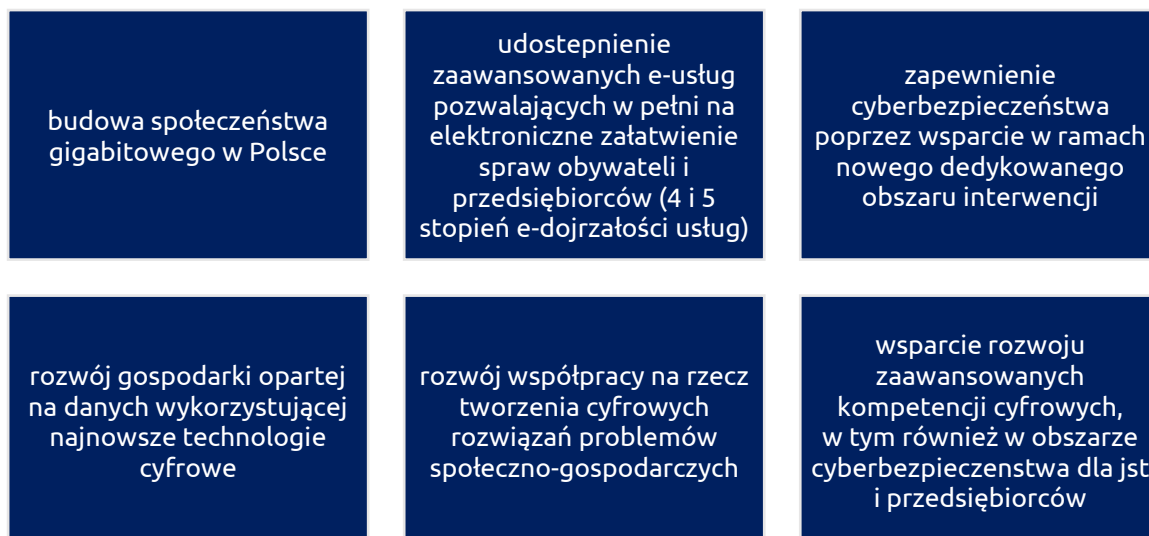 budowa społeczeństwa
gigabitowego w Polsce
udostepnienie
zaawansowanych e-usług
pozwalających w pełni na
elektroniczne załatwienie
spraw obywateli i
przedsiębiorców (4 i 5
stopień e-dojrzałości usług)
zapewnienie
cyberbezpieczeństwa
poprzez wsparcie w ramach
nowego dedykowanego
obszaru interwencji
rozwój gospodarki opartej
na danych wykorzystującej
najnowsze technologie
cyfrowe
rozwój współpracy na rzecz
tworzenia cyfrowych
rozwiązań problemów
społeczno-gospodarczych
wsparcie rozwoju
zaawansowanych
kompetencji cyfrowych,
w tym również w obszarze
cyberbezpieczenstwa dla jst
i przedsiębiorców